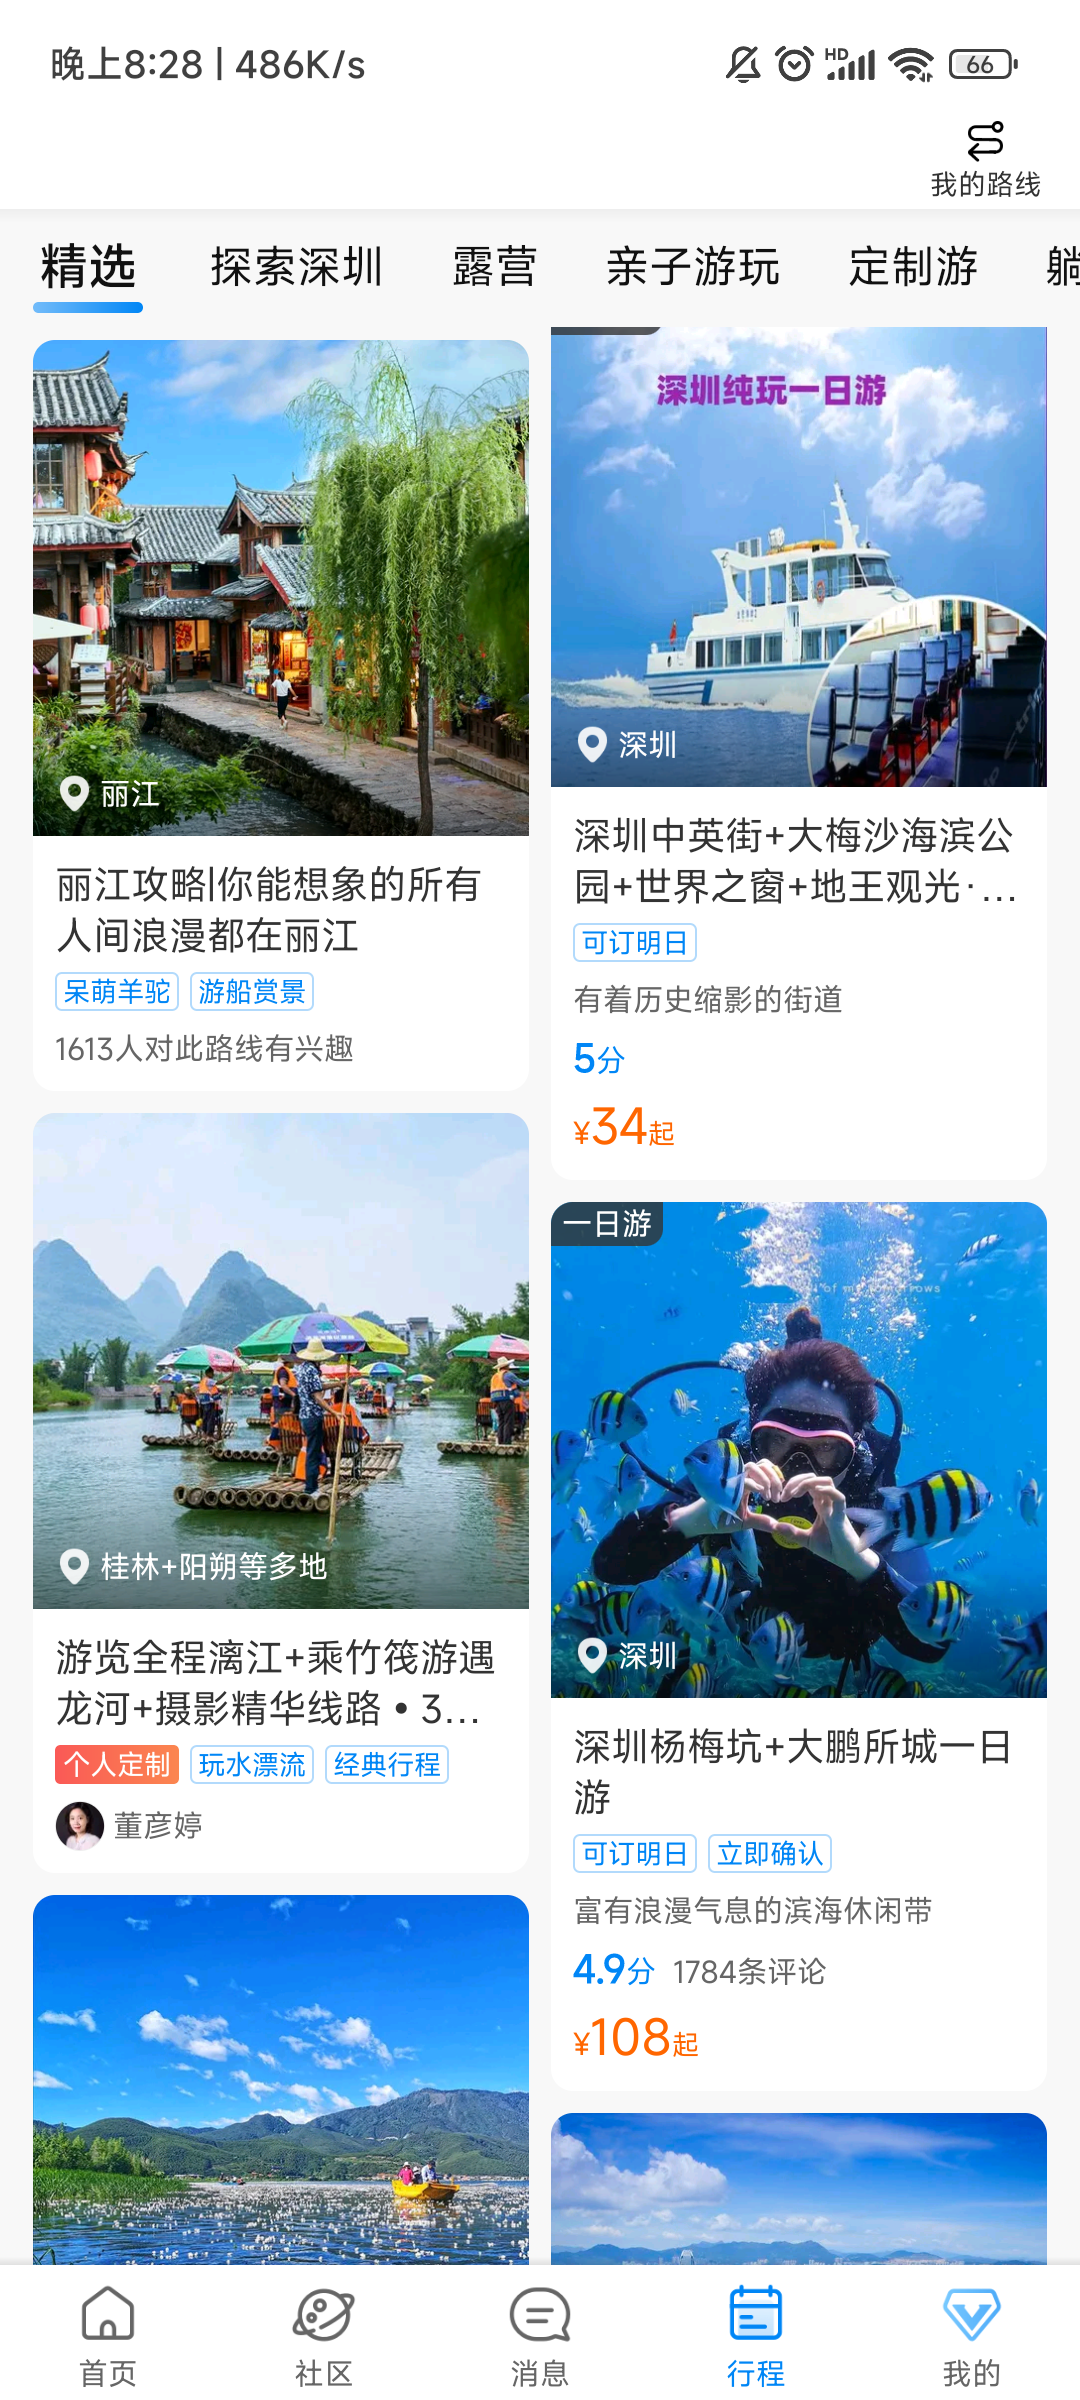 晚上8:28 | 486K/s
HD
66
我的路线
精选 探索深圳 露营 亲子游玩 定制游 躺
丽江
丽江攻略|你能想象的所有
人间浪漫都在丽江
呆萌羊驼 游船赏景
1613人对此路线有兴趣
桂林+阳朔等多地
游览全程漓江+乘竹筏游遇
龙河+摄影精华线路 • 3...
个人定制 玩水漂流 经典行程
董彦婷
深圳纯玩一日游
深圳
深圳中英街+大梅沙海滨公
园+世界之窗+地王观光·...
可订明日
有着历史缩影的街道
5分
¥34起
一日游
of my tomorrows
深圳
深圳杨梅坑+大鹏所城一日
游
可订明日 立即确认
富有浪漫气息的滨海休闲带
4.9分 1784条评论
¥108起
首页 社区 消息 行程 我的